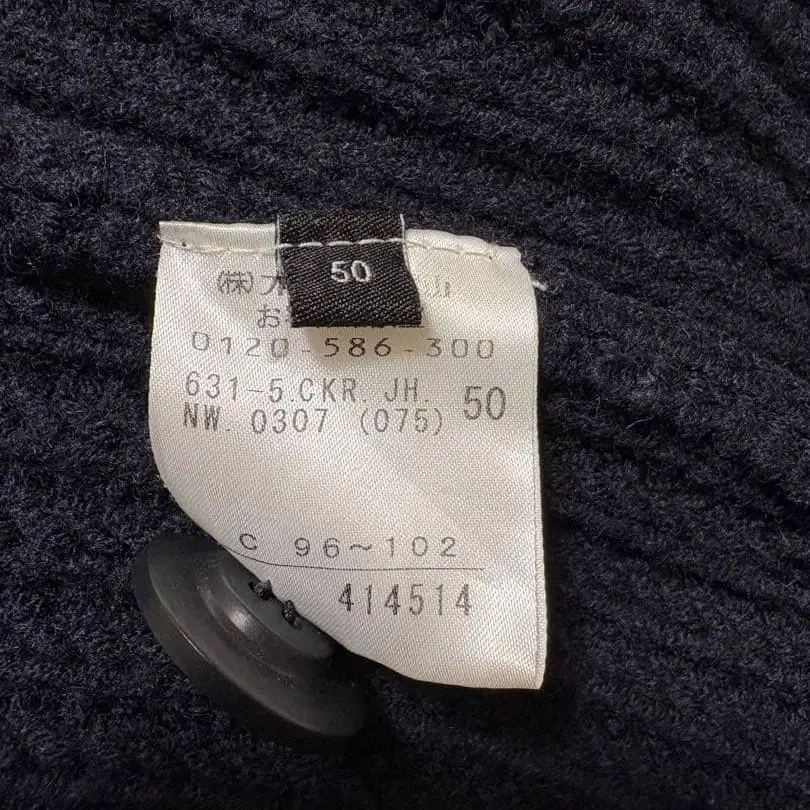 50
(株)
0120-586-300
631-5.CKR. JH. 50
NW. 0307 (075)
C 96~102
414514